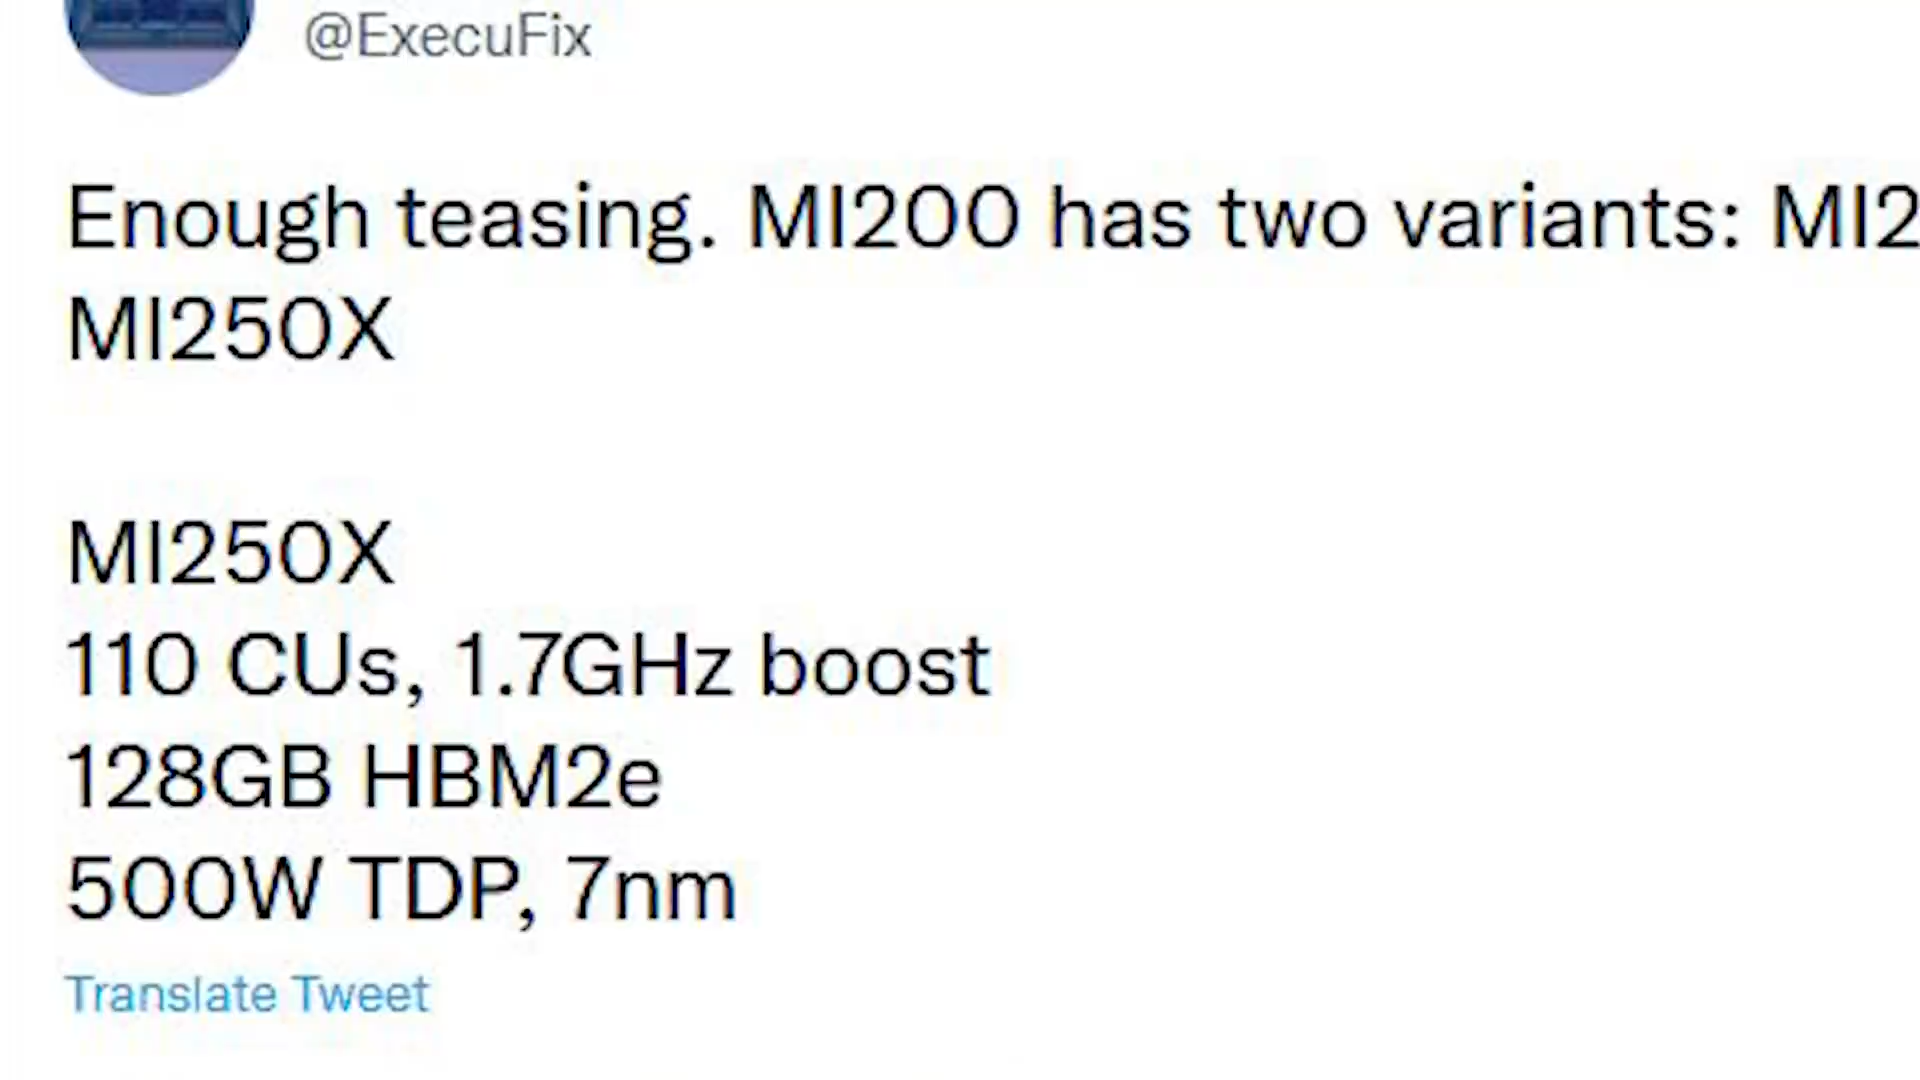 @ExecuFix
Enough teasing. MI200 has two variants: MI2
MI250X
MI250X
110 CUs, 1.7GHz boost
128GB HBM2e
500W TDP, 7nm
Translate Tweet